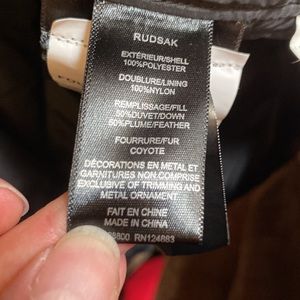 RUDSAK
EXTÉRIEUR/SHELL
100%POLYESTER
DOUBLURE/LINING
100%NYLON
REMPLISSAGE/FILL
50%DUVET/DOWN
50%PLUME/FEATHER
FOURRURE/FUR
COYOTE
DÉCORATIONS EN METAL ET
GARNITURES NON COMPRISE
EXCLUSIVE OF TRIMMING AND
METAL ORNAMENT.
FAIT EN CHINE
MADE IN CHINA
RN124883